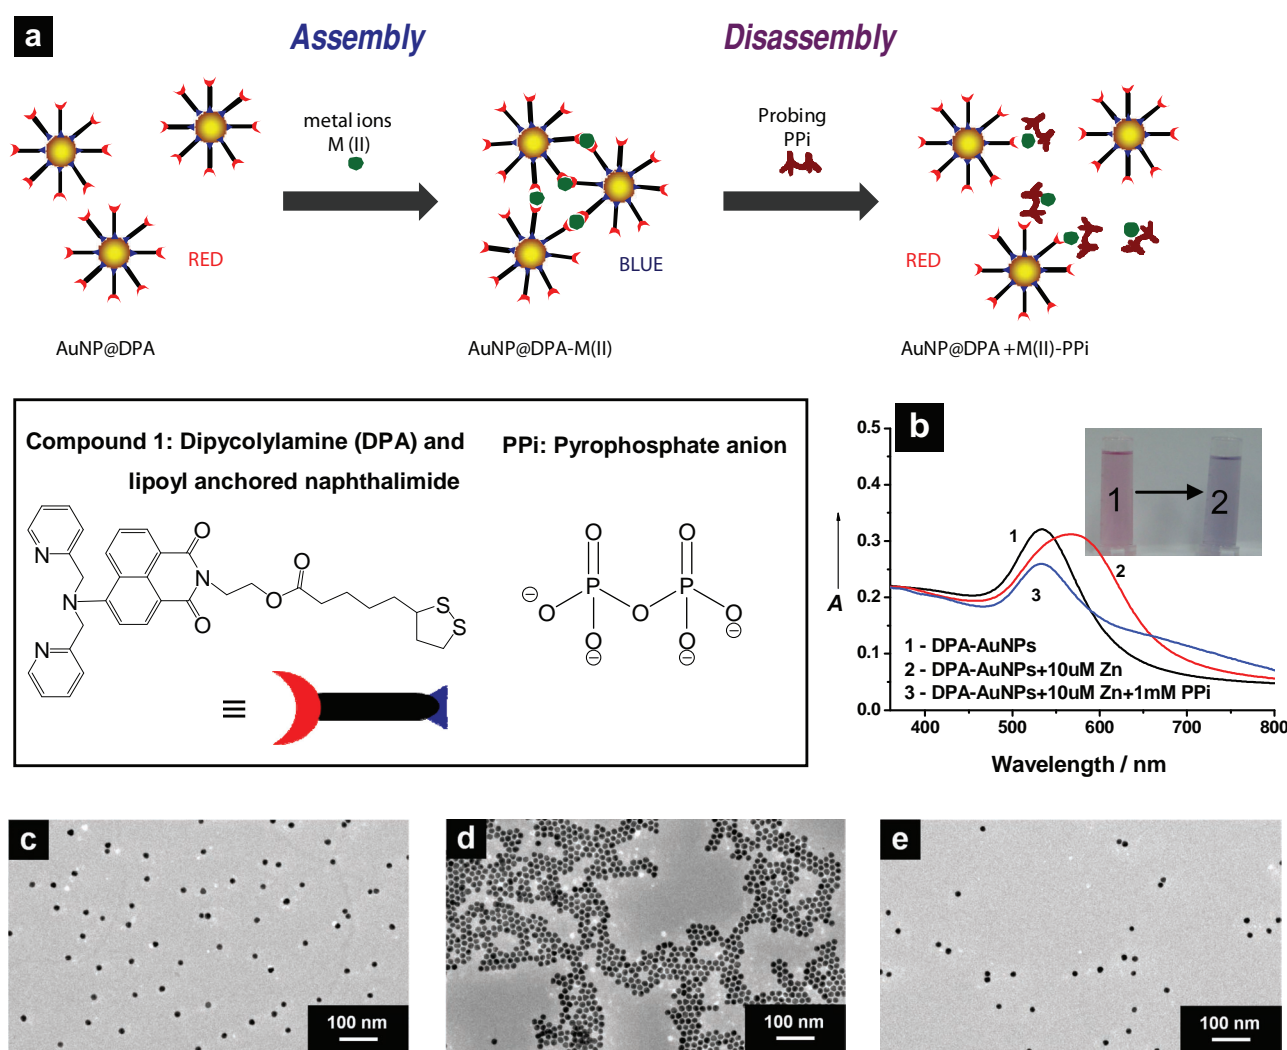 a
Assembly
Disassembly
metal ions
M (II)
Probing
PPi
RED
BLUE
RED
AuNP@DPA
AuNP@DPA-M(II)
AuNP@DPA +M(II)-PPi
Compound 1: Dipycolylamine (DPA) and
lipoyl anchored naphthalimide
PPi: Pyrophosphate anion
N
N
N
O
N
O
O
O
S
S
O
O
P
P
O
O
O
O
O
≡
b
0.5
0.4
0.3
0.2
0.1
0.0
A
1
2
1
2
3
1 - DPA-AuNPs
2 - DPA-AuNPs+10uM Zn
3 - DPA-AuNPs+10uM Zn+1mM PPi
400
500
600
700
800
Wavelength / nm
c
100 nm
d
100 nm
e
100 nm